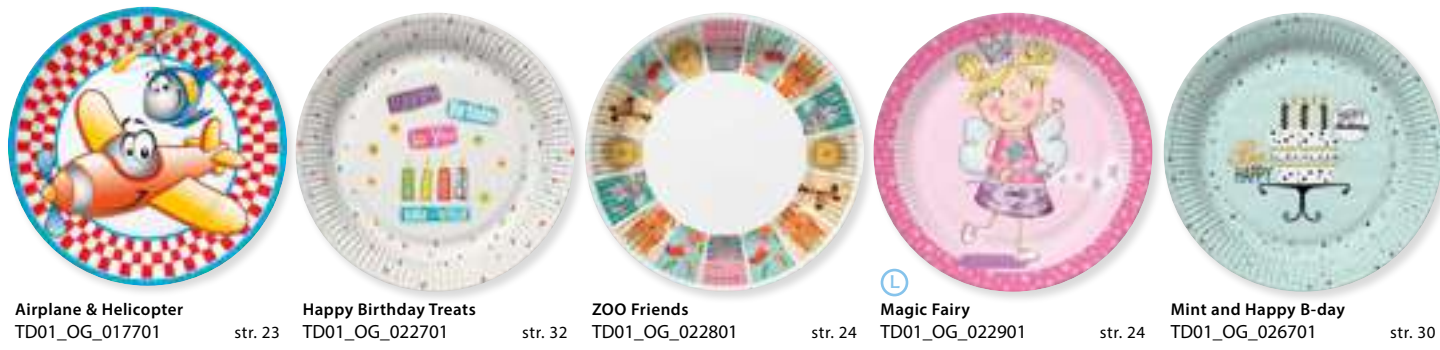 L
Airplane & Helicopter
TD01_OG_017701 str. 23
Happy Birthday Treats
TD01_OG_022701 str. 32
ZOO Friends
TD01_OG_022801 str. 24
Magic Fairy
TD01_OG_022901 str. 24
Mint and Happy B-day
TD01_OG_026701 str. 30
HAPPY